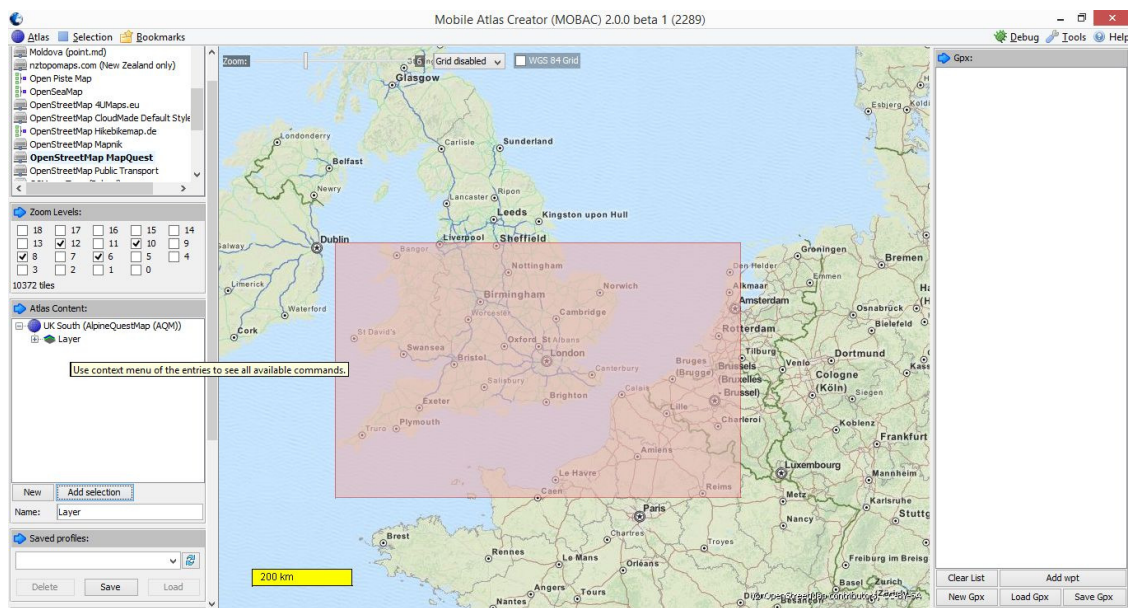 Mobile Atlas Creator (MOBAC) 2.0.0 beta 1 (2289)
Atlas Selection Bookmarks
Debug Tools Help
Moldova (point.md)
nztopomaps.com (New Zealand only)
Open Piste Map
OpenSeaMap
OpenStreetMap 4UMaps.eu
OpenStreetMap CloudMade Default Style
OpenStreetMap Hikebikemap.de
OpenStreetMap Mapnik
OpenStreetMap MapQuest
OpenStreetMap Public Transport
Zoom Levels:
18 17 16 15 14
13 12 11 10 9
8 7 6 5 4
3 2 1 0
10372 tiles
Atlas Content:
UK South (AlpineQuestMap (AQM))
Layer
Use context menu of the entries to see all available commands.
New Add selection
Name: Layer
Saved profiles:
Delete Save Load
Zoom: 6 Grid disabled WGS 84 Grid
Glasgow
Esbjerg
Londonderry
Carlisle
Sunderland
Belfast
Newry
Lancaster
Ripon
Leeds
Kingston upon Hull
Dublin
Bangor
Liverpool
Sheffield
Galway
Groningen
Bremen
Nottingham
Den Helder
Emmen
Limerick
Norwich
Alkmaar
Birmingham
Amsterdam
Waterford
Worcester
Cambridge
Osnabrück
Cork
St David's
Rotterdam
Bielefeld
Oxford
St Albans
Swansea
Bristol
London
Tilburg
Venlo
Dortmund
Canterbury
Bruges
(Brugge)
Brussels
(Bruxelles
Brussel)
Cologne
(Köln)
Salisbury
Calais
Siegen
Exeter
Brighton
Lille
Plymouth
Charleroi
Koblenz
Truro
Frankfurt
Amiens
Luxembourg
Le Havre
Mannheim
Caen
Reims
Metz
Karlsruhe
Paris
Nancy
Brest
Chartres
Troyes
Rennes
Le Mans
Orléans
Freiburg im Breisg
200 km
Angers
Tours
Nantes
Besançon
Basel
Zurich
Gpx:
Clear List Add wpt
New Gpx Load Gpx Save Gpx